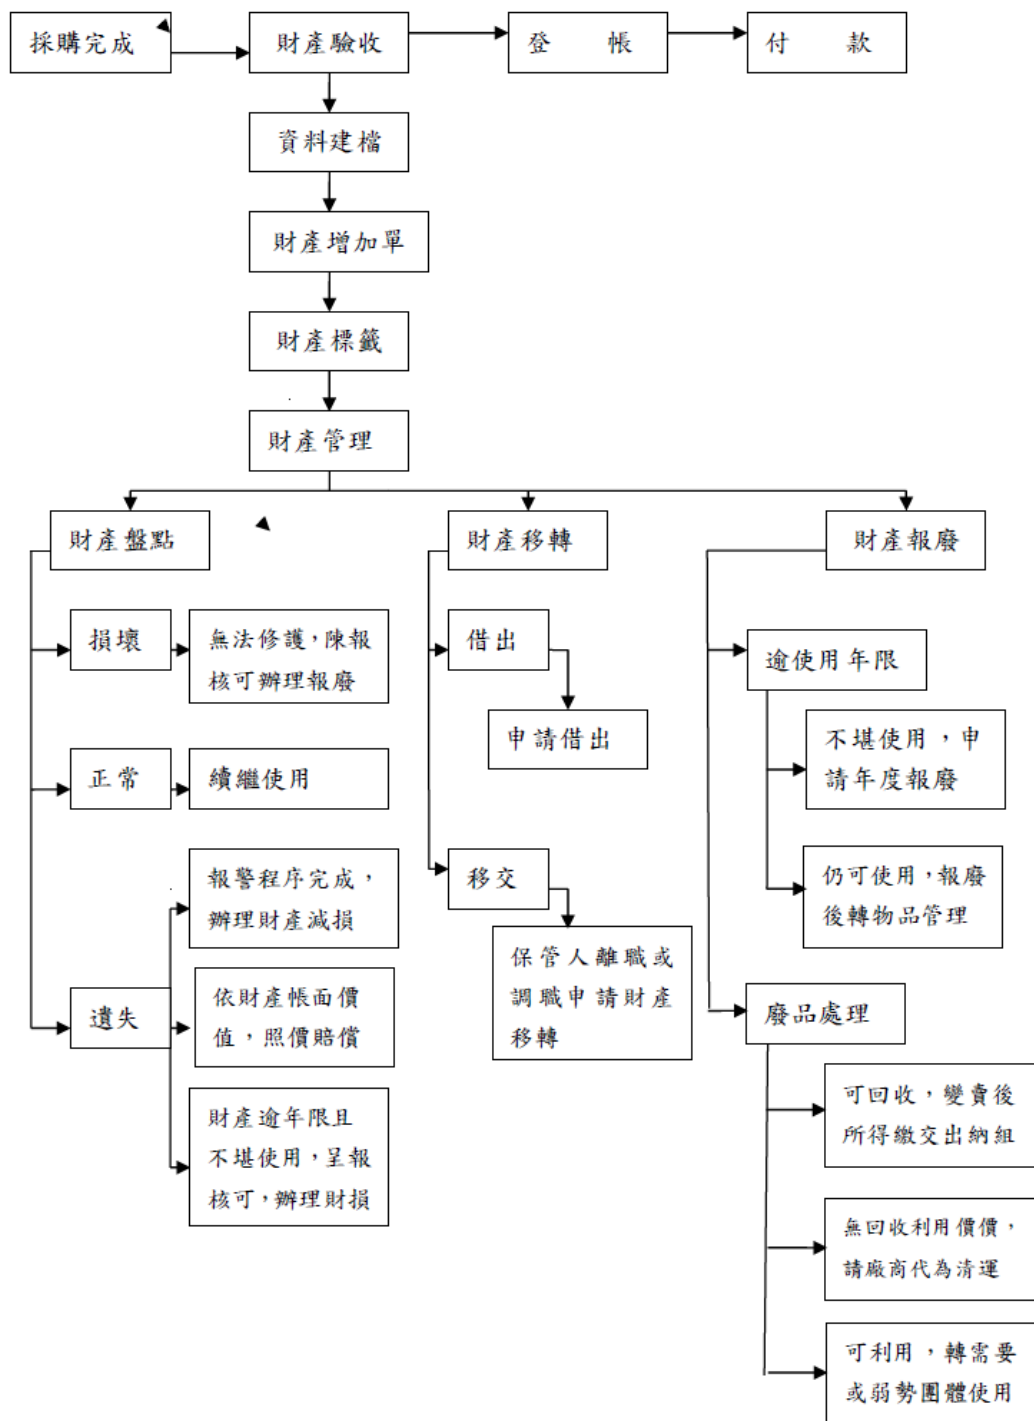 採購完成
財產驗收
登 帳
付 款
資料建檔
財產增加單
財產標籤
財產管理
財產盤點
財產移轉
財產報廢
損壞
無法修護，陳報
核可辦理報廢
正常
續繼使用
遺失
報警程序完成，
辦理財產減損
依財產帳面價
值，照價賠償
財產逾年限且
不堪使用，呈報
核可，辦理財損
借出
申請借出
移交
保管人離職或
調職申請財產
移轉
逾使用年限
不堪使用，申
請年度報廢
仍可使用，報廢
後轉物品管理
廢品處理
可回收，變賣後
所得繳交出納組
無回收利用價價，
請廠商代為清運
可利用，轉需要
或弱勢團體使用